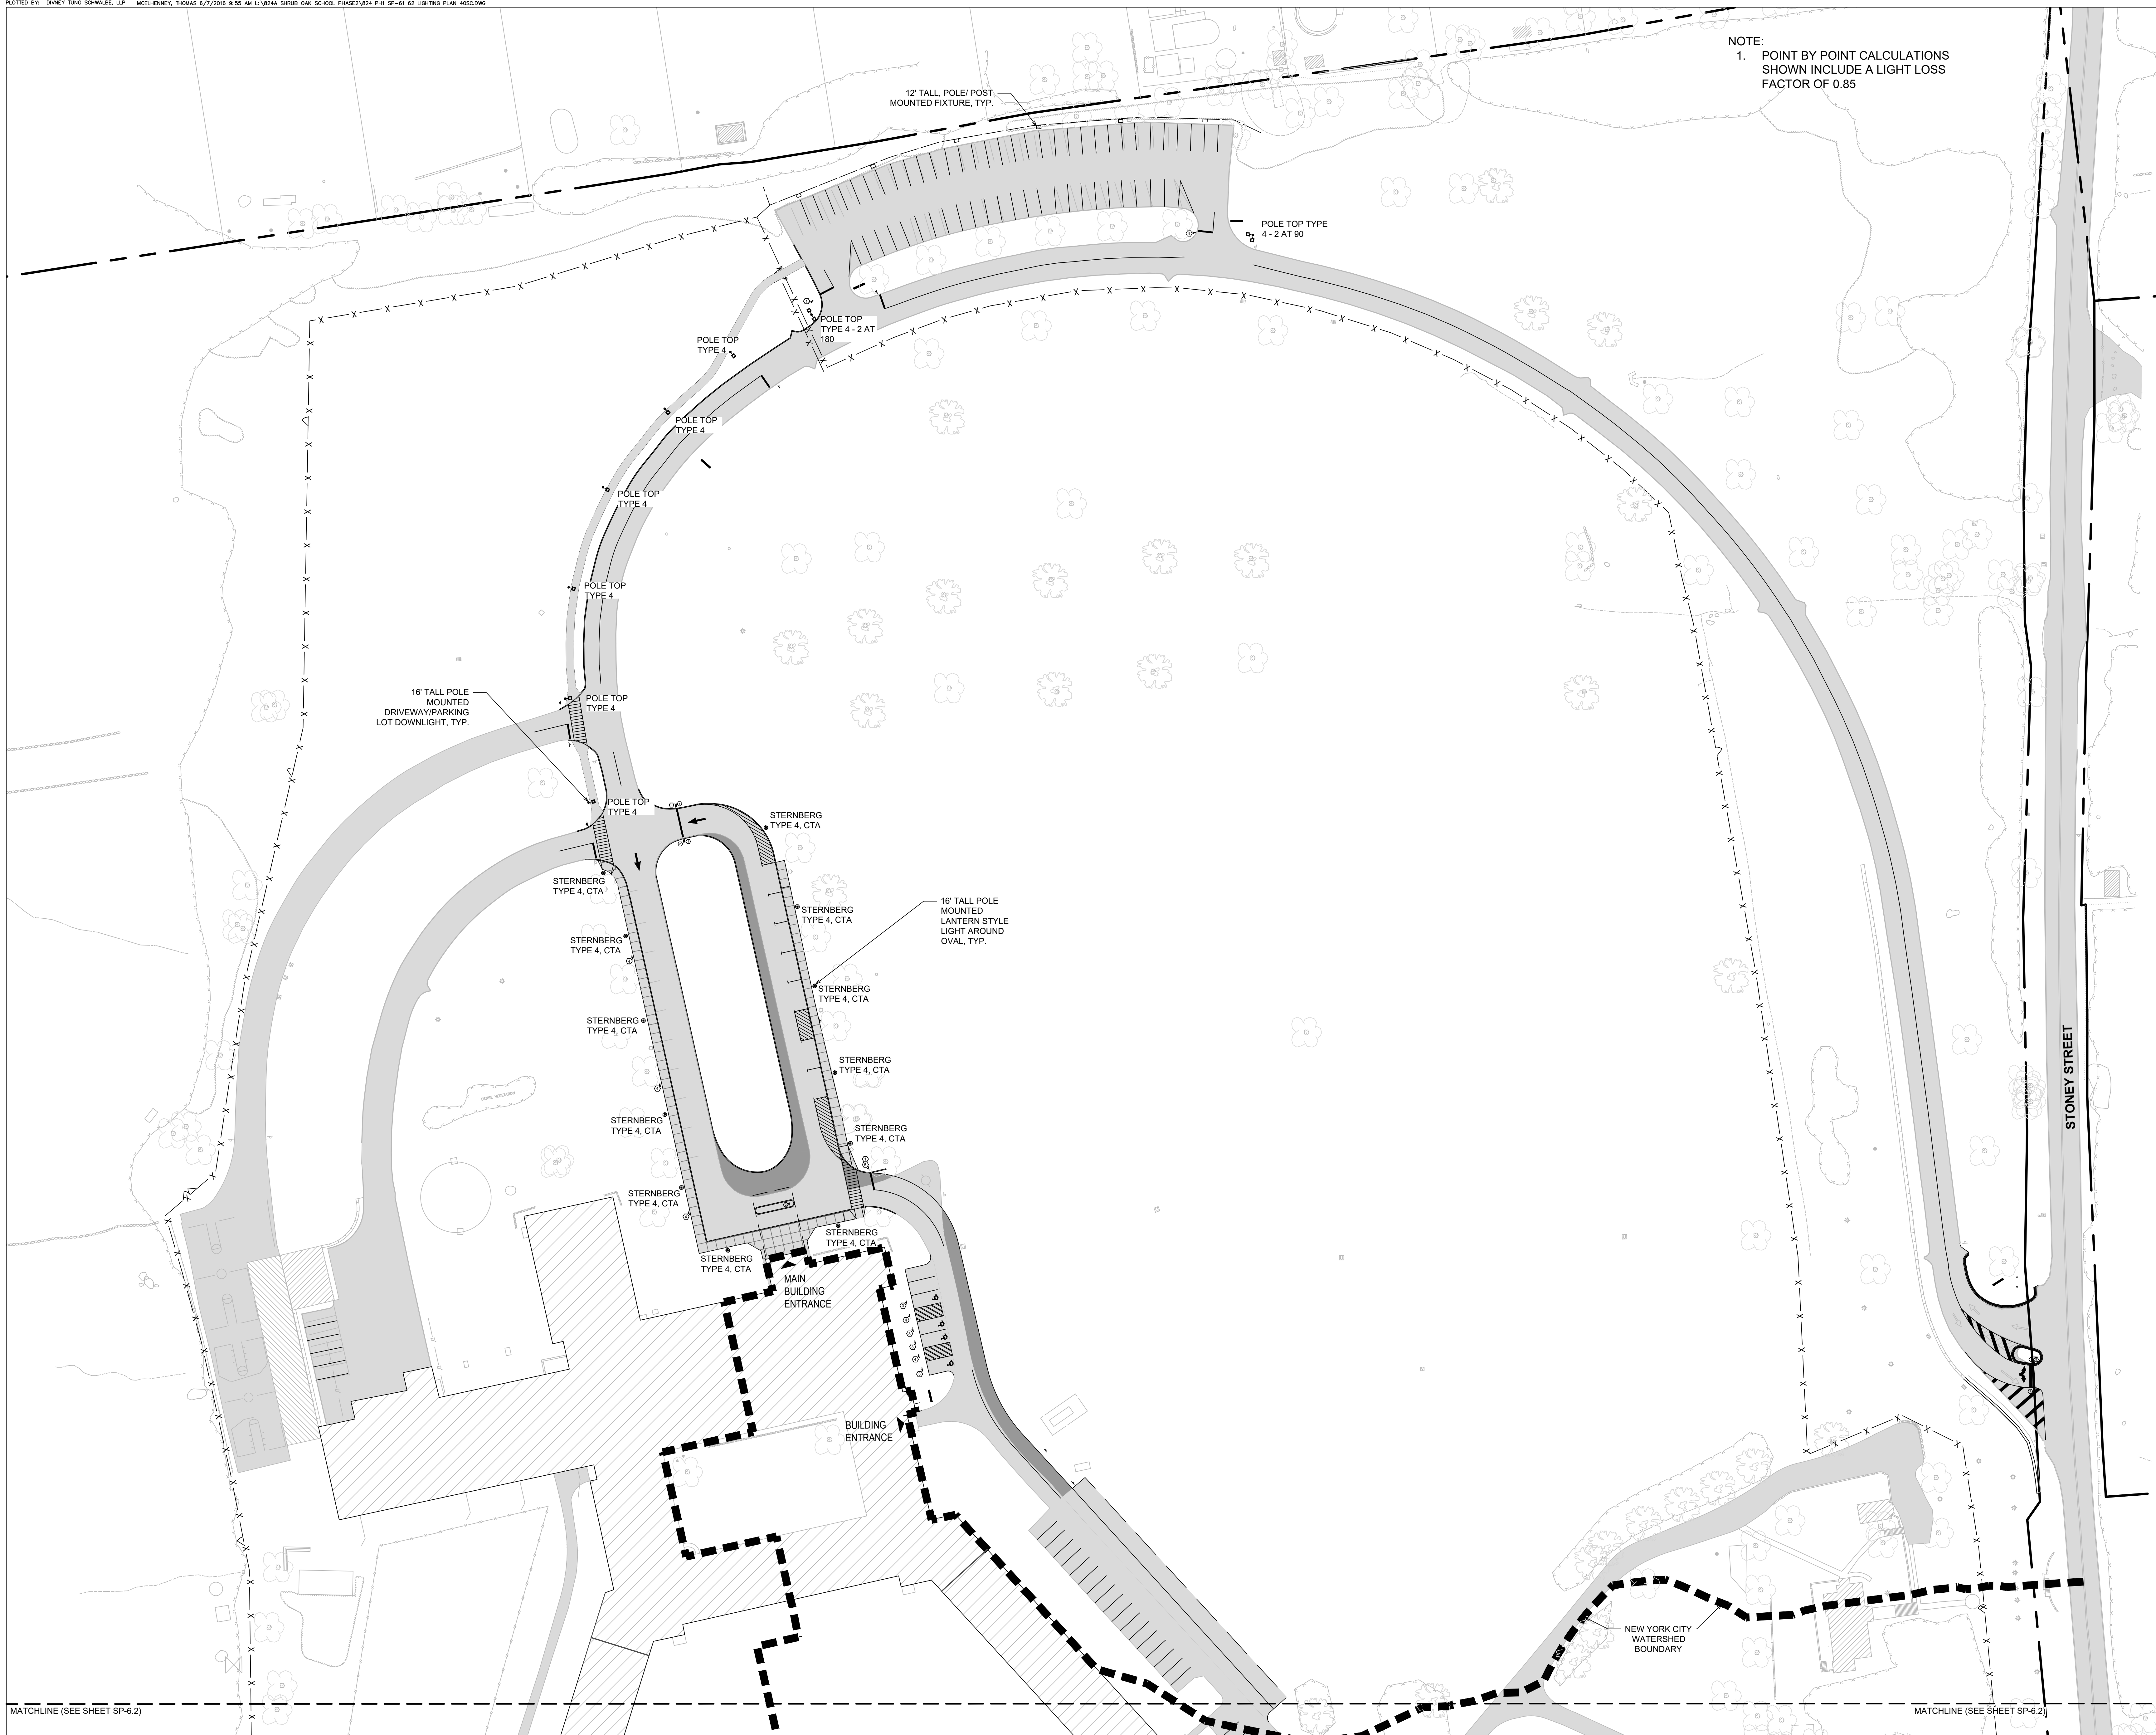 PLOTTED BY: DIVNEY TUNG SCHWALBE, LLP MCELHENNEY, THOMAS 6/7/2016 9:55 AM L:\824A SHRUB OAK SCHOOL PHASE2\824 PH1 SP-61 62 LIGHTING PLAN 40SC.DWG
NOTE:
1. POINT BY POINT CALCULATIONS
SHOWN INCLUDE A LIGHT LOSS
FACTOR OF 0.85
12' TALL, POLE/ POST
MOUNTED FIXTURE, TYP.
POLE TOP TYPE
4 - 2 AT 90
POLE TOP
TYPE 4 - 2 AT
180
POLE TOP
TYPE 4
POLE TOP
TYPE 4
POLE TOP
TYPE 4
POLE TOP
TYPE 4
POLE TOP
TYPE 4
16' TALL POLE
MOUNTED
DRIVEWAY/PARKING
LOT DOWNLIGHT, TYP.
POLE TOP
TYPE 4
STERNBERG
TYPE 4, CTA
STERNBERG
TYPE 4, CTA
STERNBERG
TYPE 4, CTA
16' TALL POLE
MOUNTED
LANTERN STYLE
LIGHT AROUND
OVAL, TYP.
STERNBERG
TYPE 4, CTA
STERNBERG
TYPE 4, CTA
STERNBERG
TYPE 4, CTA
STERNBERG
TYPE 4, CTA
STERNBERG
TYPE 4, CTA
STERNBERG
TYPE 4, CTA
STERNBERG
TYPE 4, CTA
STERNBERG
TYPE 4, CTA
STERNBERG
TYPE 4, CTA
STONEY STREET
MAIN
BUILDING
ENTRANCE
BUILDING
ENTRANCE
NEW YORK CITY
WATERSHED
BOUNDARY
MATCHLINE (SEE SHEET SP-6.2)
MATCHLINE (SEE SHEET SP-6.2)